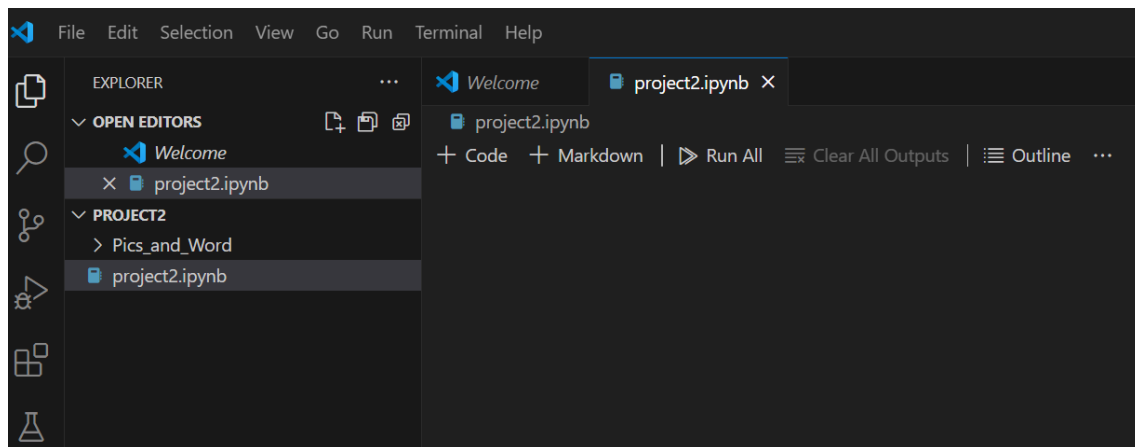 File Edit Selection View Go Run Terminal Help
EXPLORER ...
OPEN EDITORS
Welcome
project2.ipynb
PROJECT2
Pics_and_Word
project2.ipynb
Welcome project2.ipynb
project2.ipynb
Code Markdown Run All Clear All Outputs Outline ...